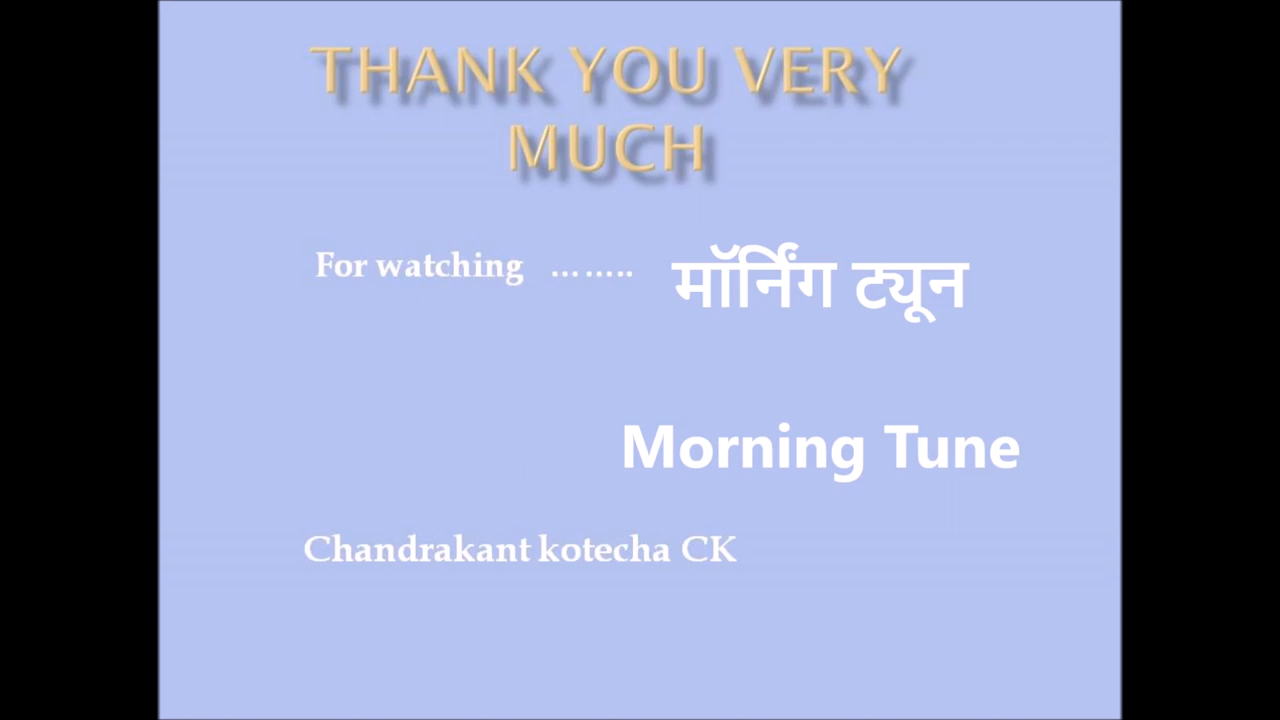 THANK YOU VERY
MUCH
For watching …….. मॉर्निंग ट्यून
Morning Tune
Chandrakant kotecha CK